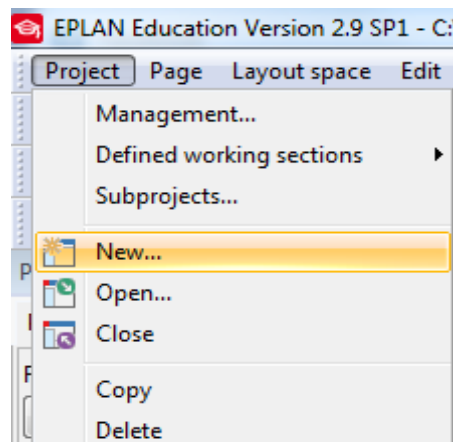 EPLAN Education Version 2.9 SP1 - C:
Project Page Layout space Edit
Management...
Defined working sections
Subprojects...
New...
Open...
Close
Copy
Delete